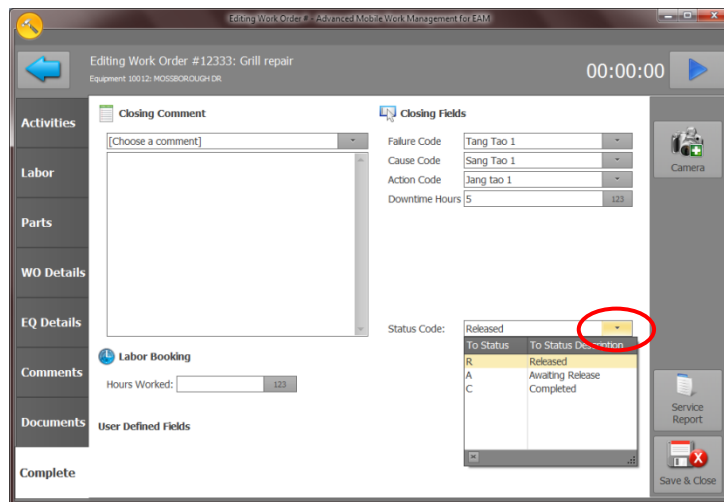 Editing Work Order # - Advanced Mobile Work Management for EAM
Editing Work Order #12333: Grill repair
Equipment 10012: MOSSBOROUGH DR
00:00:00
Activities
Labor
Parts
WO Details
EQ Details
Comments
Documents
Complete
Closing Comment
[Choose a comment]
Labor Booking
Hours Worked:
123
User Defined Fields
Closing Fields
Failure Code Tang Tao 1
Cause Code Sang Tao 1
Action Code Jang tao 1
Downtime Hours 5 123
Status Code: Released
To Status To Status Description
R Released
A Awaiting Release
C Completed
Camera
Service
Report
Save & Close